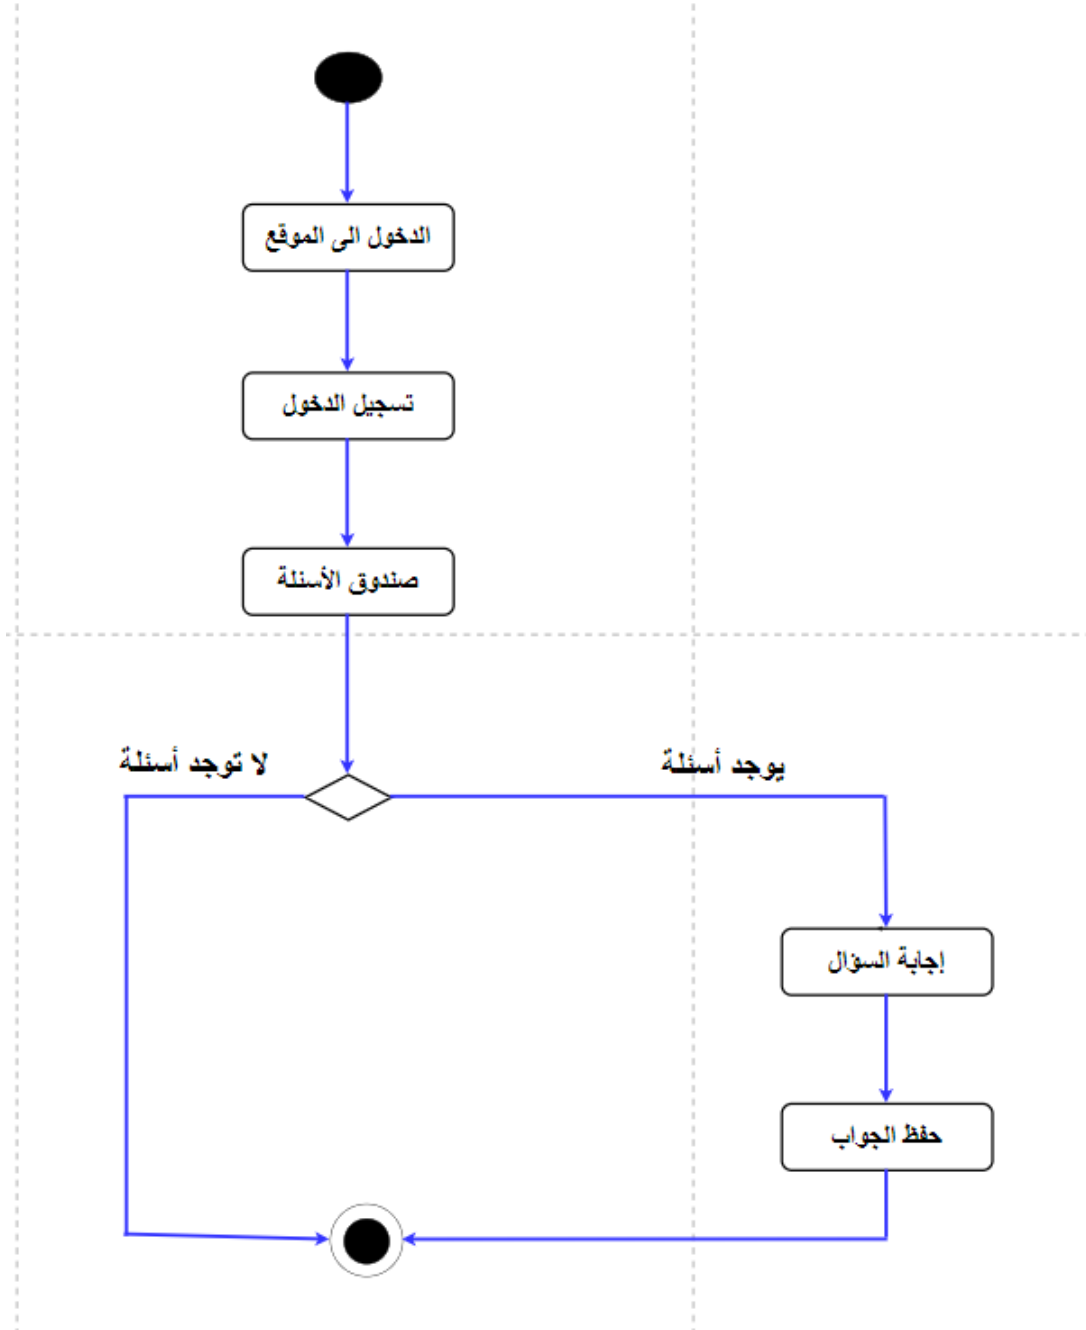 الدخول الى الموقع
تسجيل الدخول
صندوق الأسئلة
يوجد أسئلة
لا توجد أسئلة
إجابة السؤال
حفظ الجواب